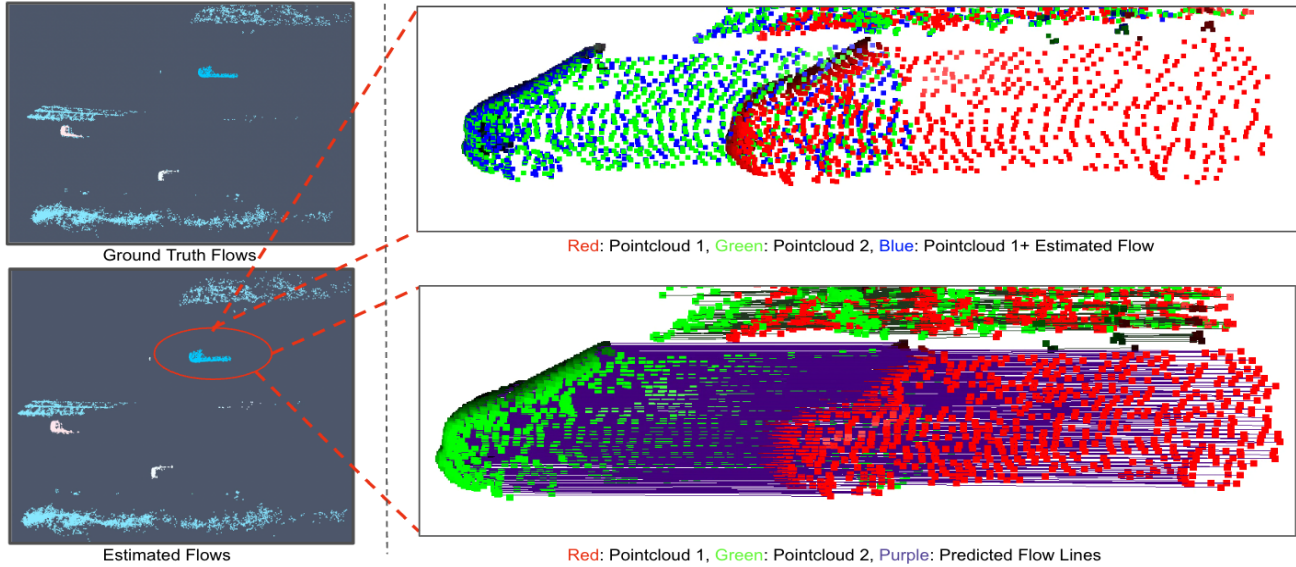 Ground Truth Flows
Red: Pointcloud 1, Green: Pointcloud 2, Blue: Pointcloud 1+ Estimated Flow
Estimated Flows
Red: Pointcloud 1, Green: Pointcloud 2, Purple: Predicted Flow Lines